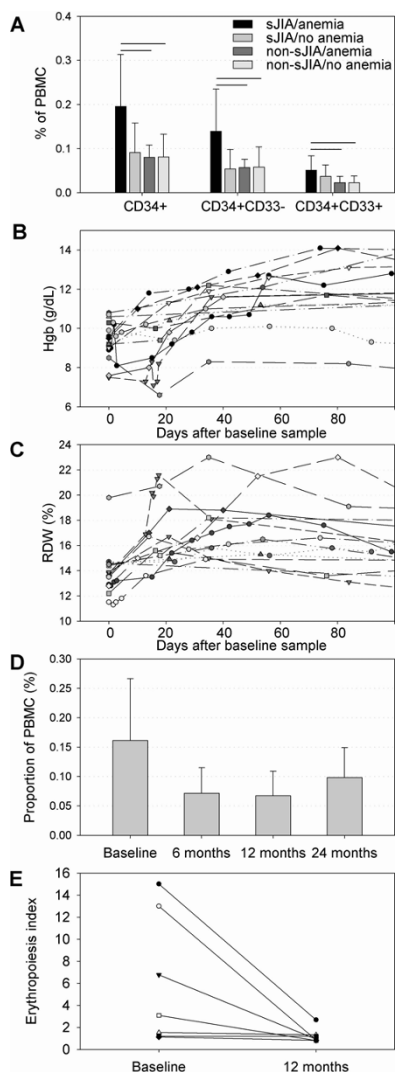 A
sJIA/anemia
sJIA/no anemia
non-sJIA/anemia
non-sJIA/no anemia
% of PBMC
0.4
0.3
0.2
0.1
0.0
CD34+ CD34+CD33- CD34+CD33+
B
Hgb (g/dL)
14
12
10
8
6
0 20 40 60 80
Days after baseline sample
C
RDW (%)
24
22
20
18
16
14
12
10
0 20 40 60 80
Days after baseline sample
D
Proportion of PBMC (%)
0.30
0.25
0.20
0.15
0.10
0.05
0.00
Baseline 6 months 12 months 24 months
E
Erythropoiesis index
16
14
12
10
8
6
4
2
0
Baseline 12 months